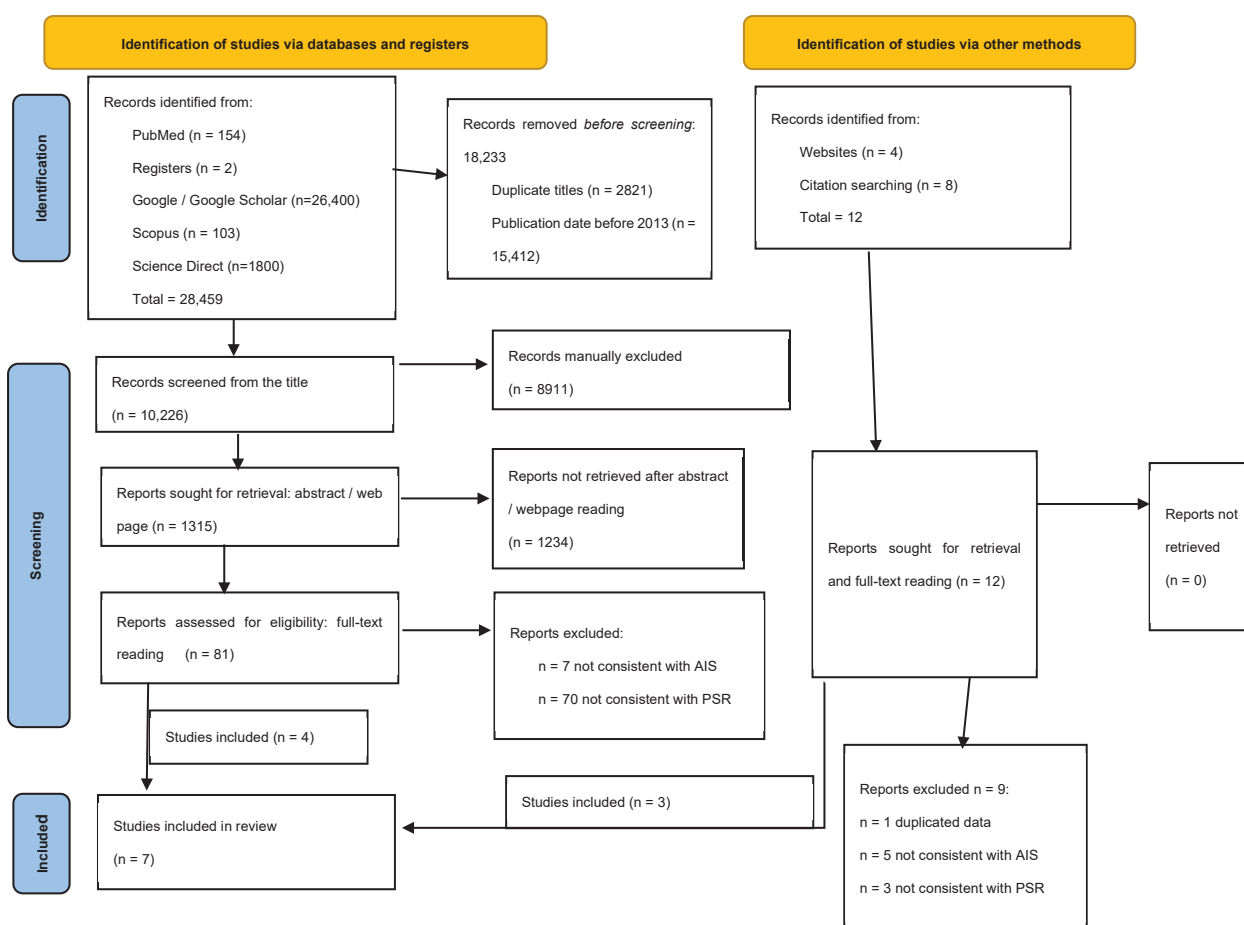 Identification of studies via databases and registers
Identification of studies via other methods
Identification
Records identified from:
PubMed (n = 154)
Registers (n = 2)
Google / Google Scholar (n=26,400)
Scopus (n = 103)
Science Direct (n=1800)
Total = 28,459
Records removed before screening:
18,233
Duplicate titles (n = 2821)
Publication date before 2013 (n =
15,412)
Records identified from:
Websites (n = 4)
Citation searching (n = 8)
Total = 12
Screening
Records screened from the title
(n = 10,226)
Records manually excluded
(n = 8911)
Reports sought for retrieval: abstract / web
page (n = 1315)
Reports not retrieved after abstract
/ webpage reading
(n = 1234)
Reports sought for retrieval
and full-text reading (n = 12)
Reports not
retrieved
(n = 0)
Reports assessed for eligibility: full-text
reading (n = 81)
Reports excluded:
n = 7 not consistent with AIS
n = 70 not consistent with PSR
Studies included (n = 4)
Studies included (n = 3)
Reports excluded n = 9:
n = 1 duplicated data
n = 5 not consistent with AIS
n = 3 not consistent with PSR
Included
Studies included in review
(n = 7)